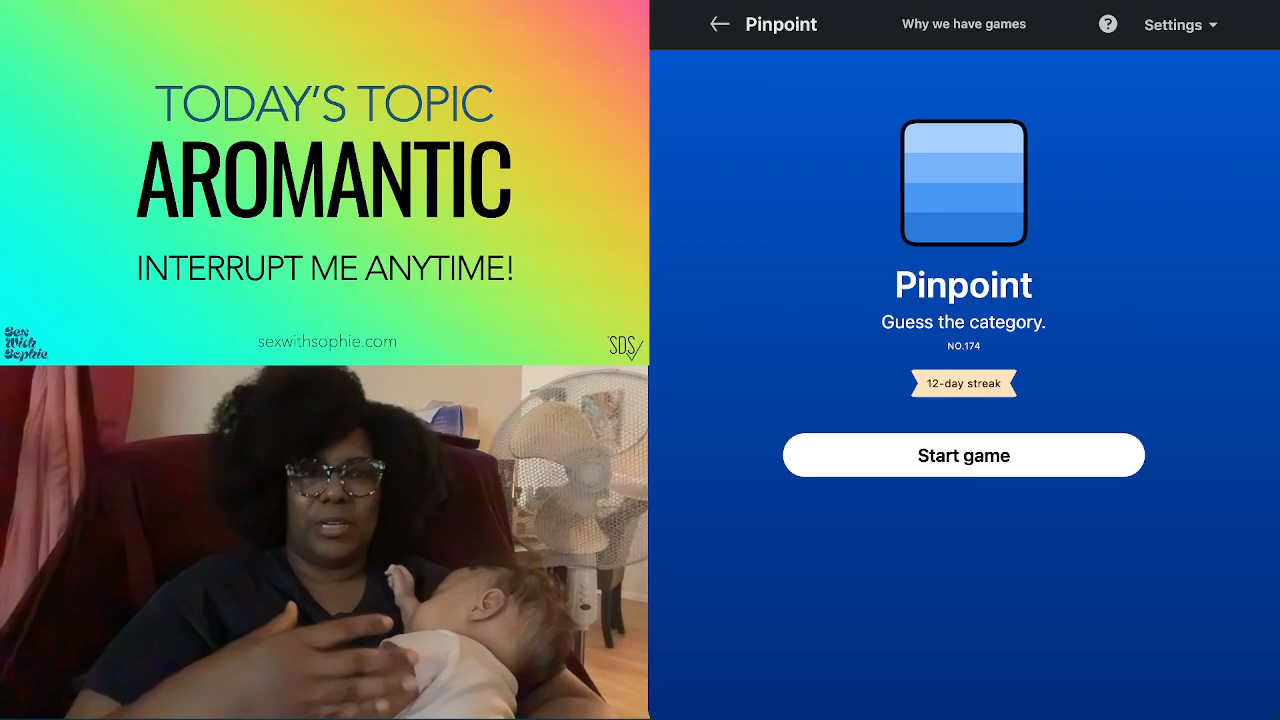 TODAY'S TOPIC
AROMANTIC
INTERRUPT ME ANYTIME!
Sex
With
Sophie
sexwithsophie.com
SDS
Pinpoint
Why we have games
?
Settings
Pinpoint
Guess the category.
NO.174
12-day streak
Start game